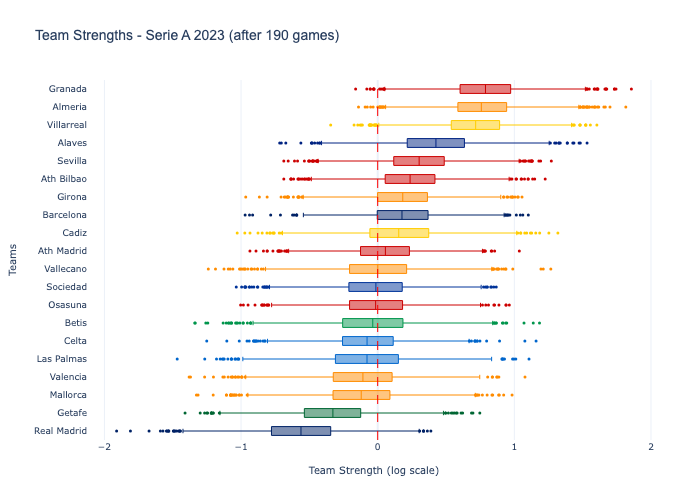 Team Strengths - Serie A 2023 (after 190 games)
Granada
Almeria
Villarreal
Alaves
Sevilla
Ath Bilbao
Girona
Barcelona
Cadiz
Ath Madrid
Vallecano
Sociedad
Osasuna
Betis
Celta
Las Palmas
Valencia
Mallorca
Getafe
Real Madrid
Teams
−2 −1 0 1 2
Team Strength (log scale)